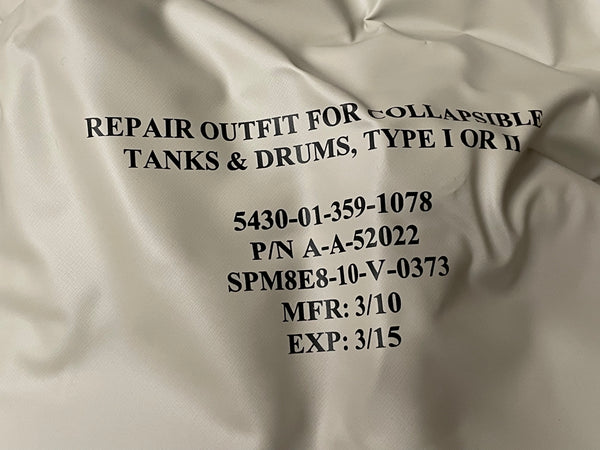 REPAIR OUTFIT FOR COLLAPSIBLE
TANKS & DRUMS, TYPE I OR II
5430-01-359-1078
P/N A-A-52022
SPM8E8-10-V-0373
MFR: 3/10
EXP: 3/15